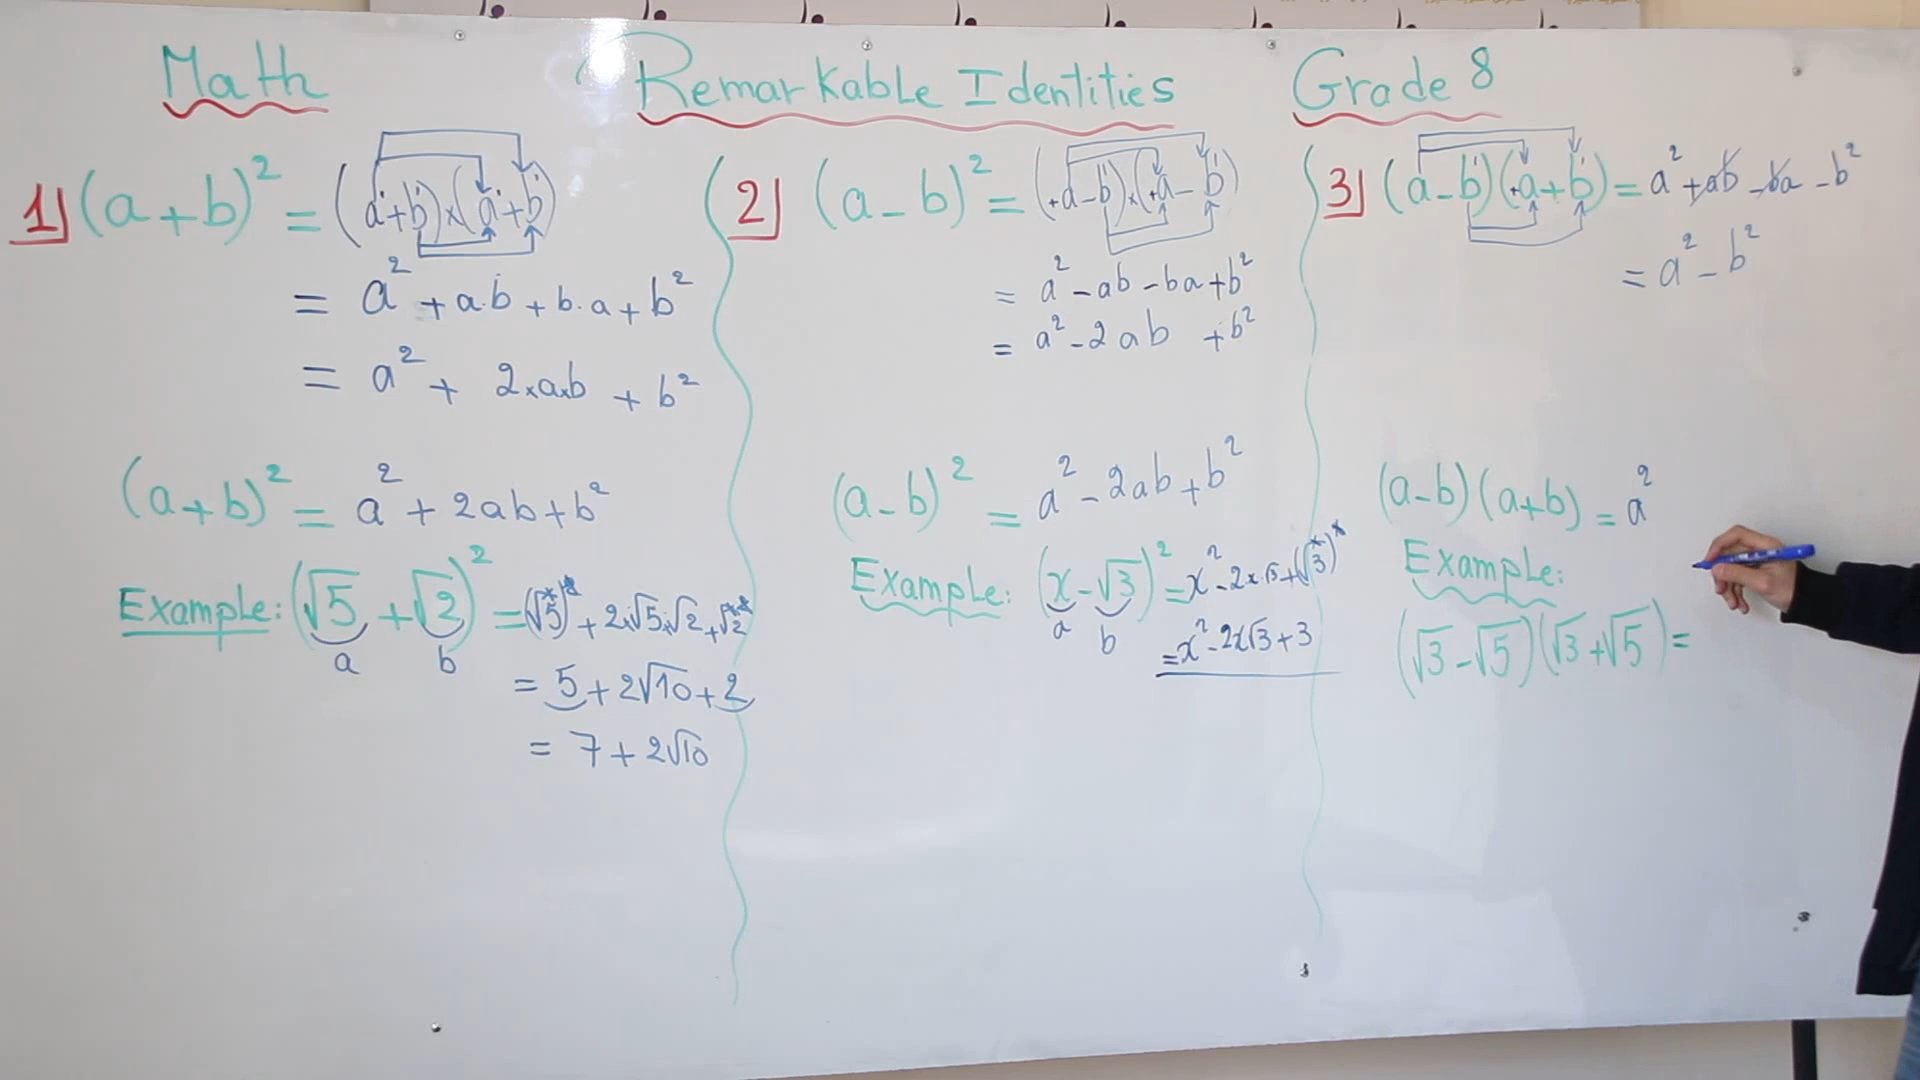 Math Remarkable Identities Grade 8
1) (a+b)² = (a+b)×(a+b)
= a² + a.b + b.a + b²
= a² + 2×a×b + b²
(a+b)² = a² + 2ab + b²
Example: (√5 + √2)² = (√5)² + 2×√5×√2 + √2²
a b
= 5 + 2√10 + 2
= 7 + 2√10
2) (a-b)² = (+a-b)×(+a-b)
= a² - ab - ba + b²
= a² - 2ab + b²
(a-b)² = a² - 2ab + b²
Example: (x - √3)² = x² - 2x.√3 + (√3)²
a b
= x² - 2x√3 + 3
3) (a-b)(+a+b) = a² + ab - ba - b²
= a² - b²
(a-b)(a+b) = a²
Example:
(√3 - √5)(√3 + √5) =